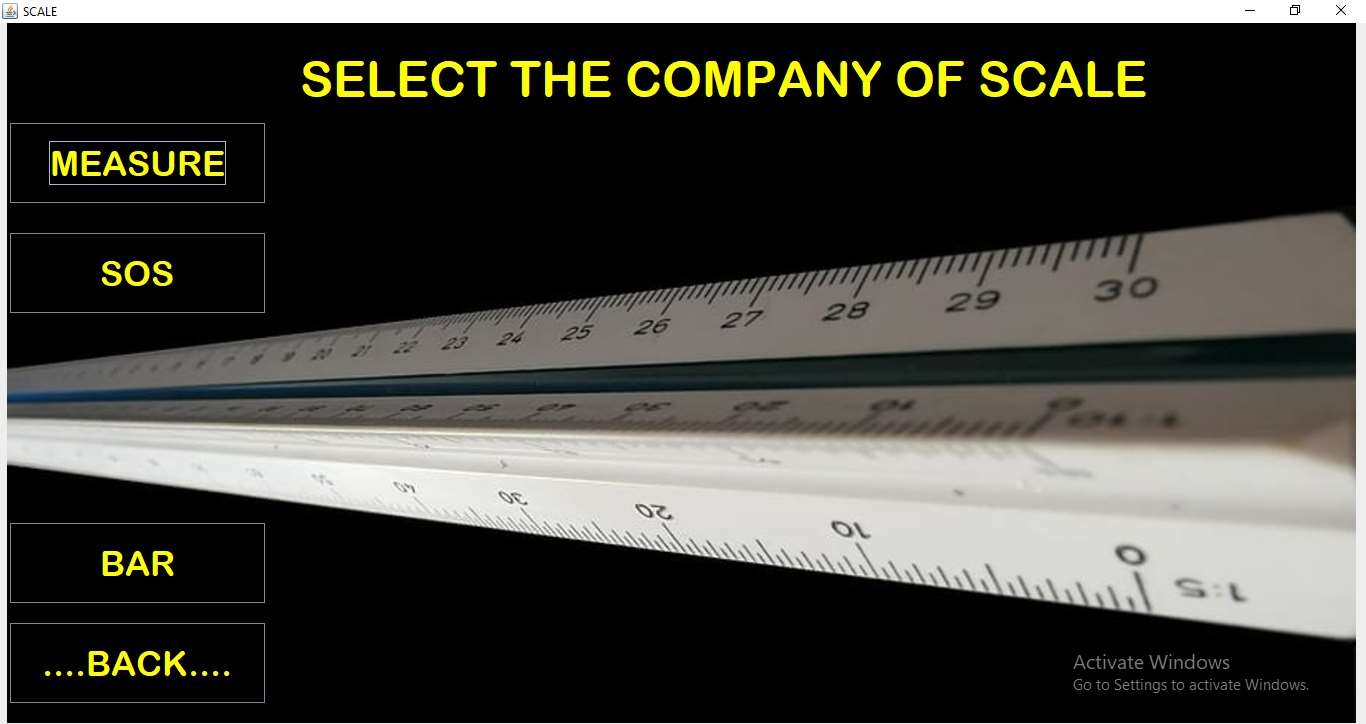 SCALE
SELECT THE COMPANY OF SCALE
MEASURE
SOS
30
29
28
27
26
25
24
23
22
21
20
BAR
....BACK....
50
40
30
20
10
0
1:5
Activate Windows
Go to Settings to activate Windows.